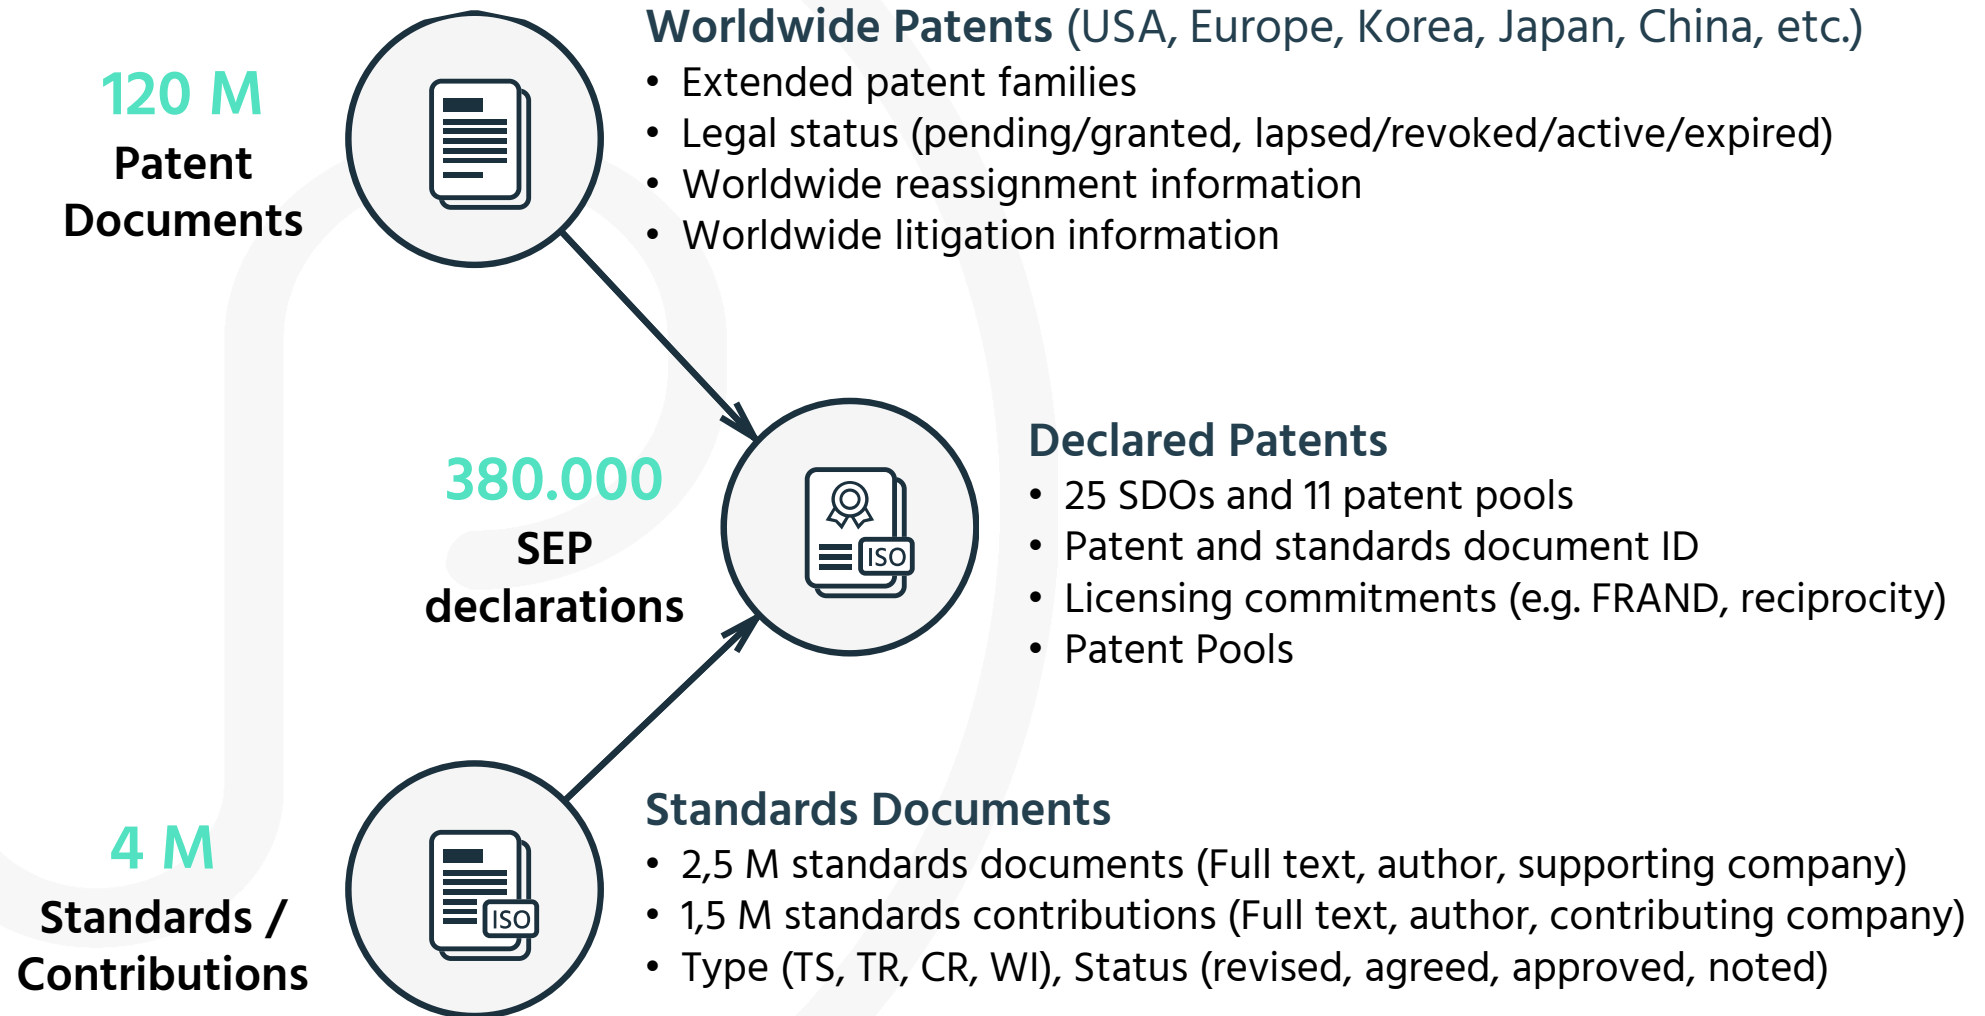 120 M
Patent
Documents
Worldwide Patents (USA, Europe, Korea, Japan, China, etc.)
• Extended patent families
• Legal status (pending/granted, lapsed/revoked/active/expired)
• Worldwide reassignment information
• Worldwide litigation information
380.000
SEP
declarations
ISO
Declared Patents
• 25 SDOs and 11 patent pools
• Patent and standards document ID
• Licensing commitments (e.g. FRAND, reciprocity)
• Patent Pools
4 M
Standards /
Contributions
ISO
Standards Documents
• 2,5 M standards documents (Full text, author, supporting company)
• 1,5 M standards contributions (Full text, author, contributing company)
• Type (TS, TR, CR, WI), Status (revised, agreed, approved, noted)